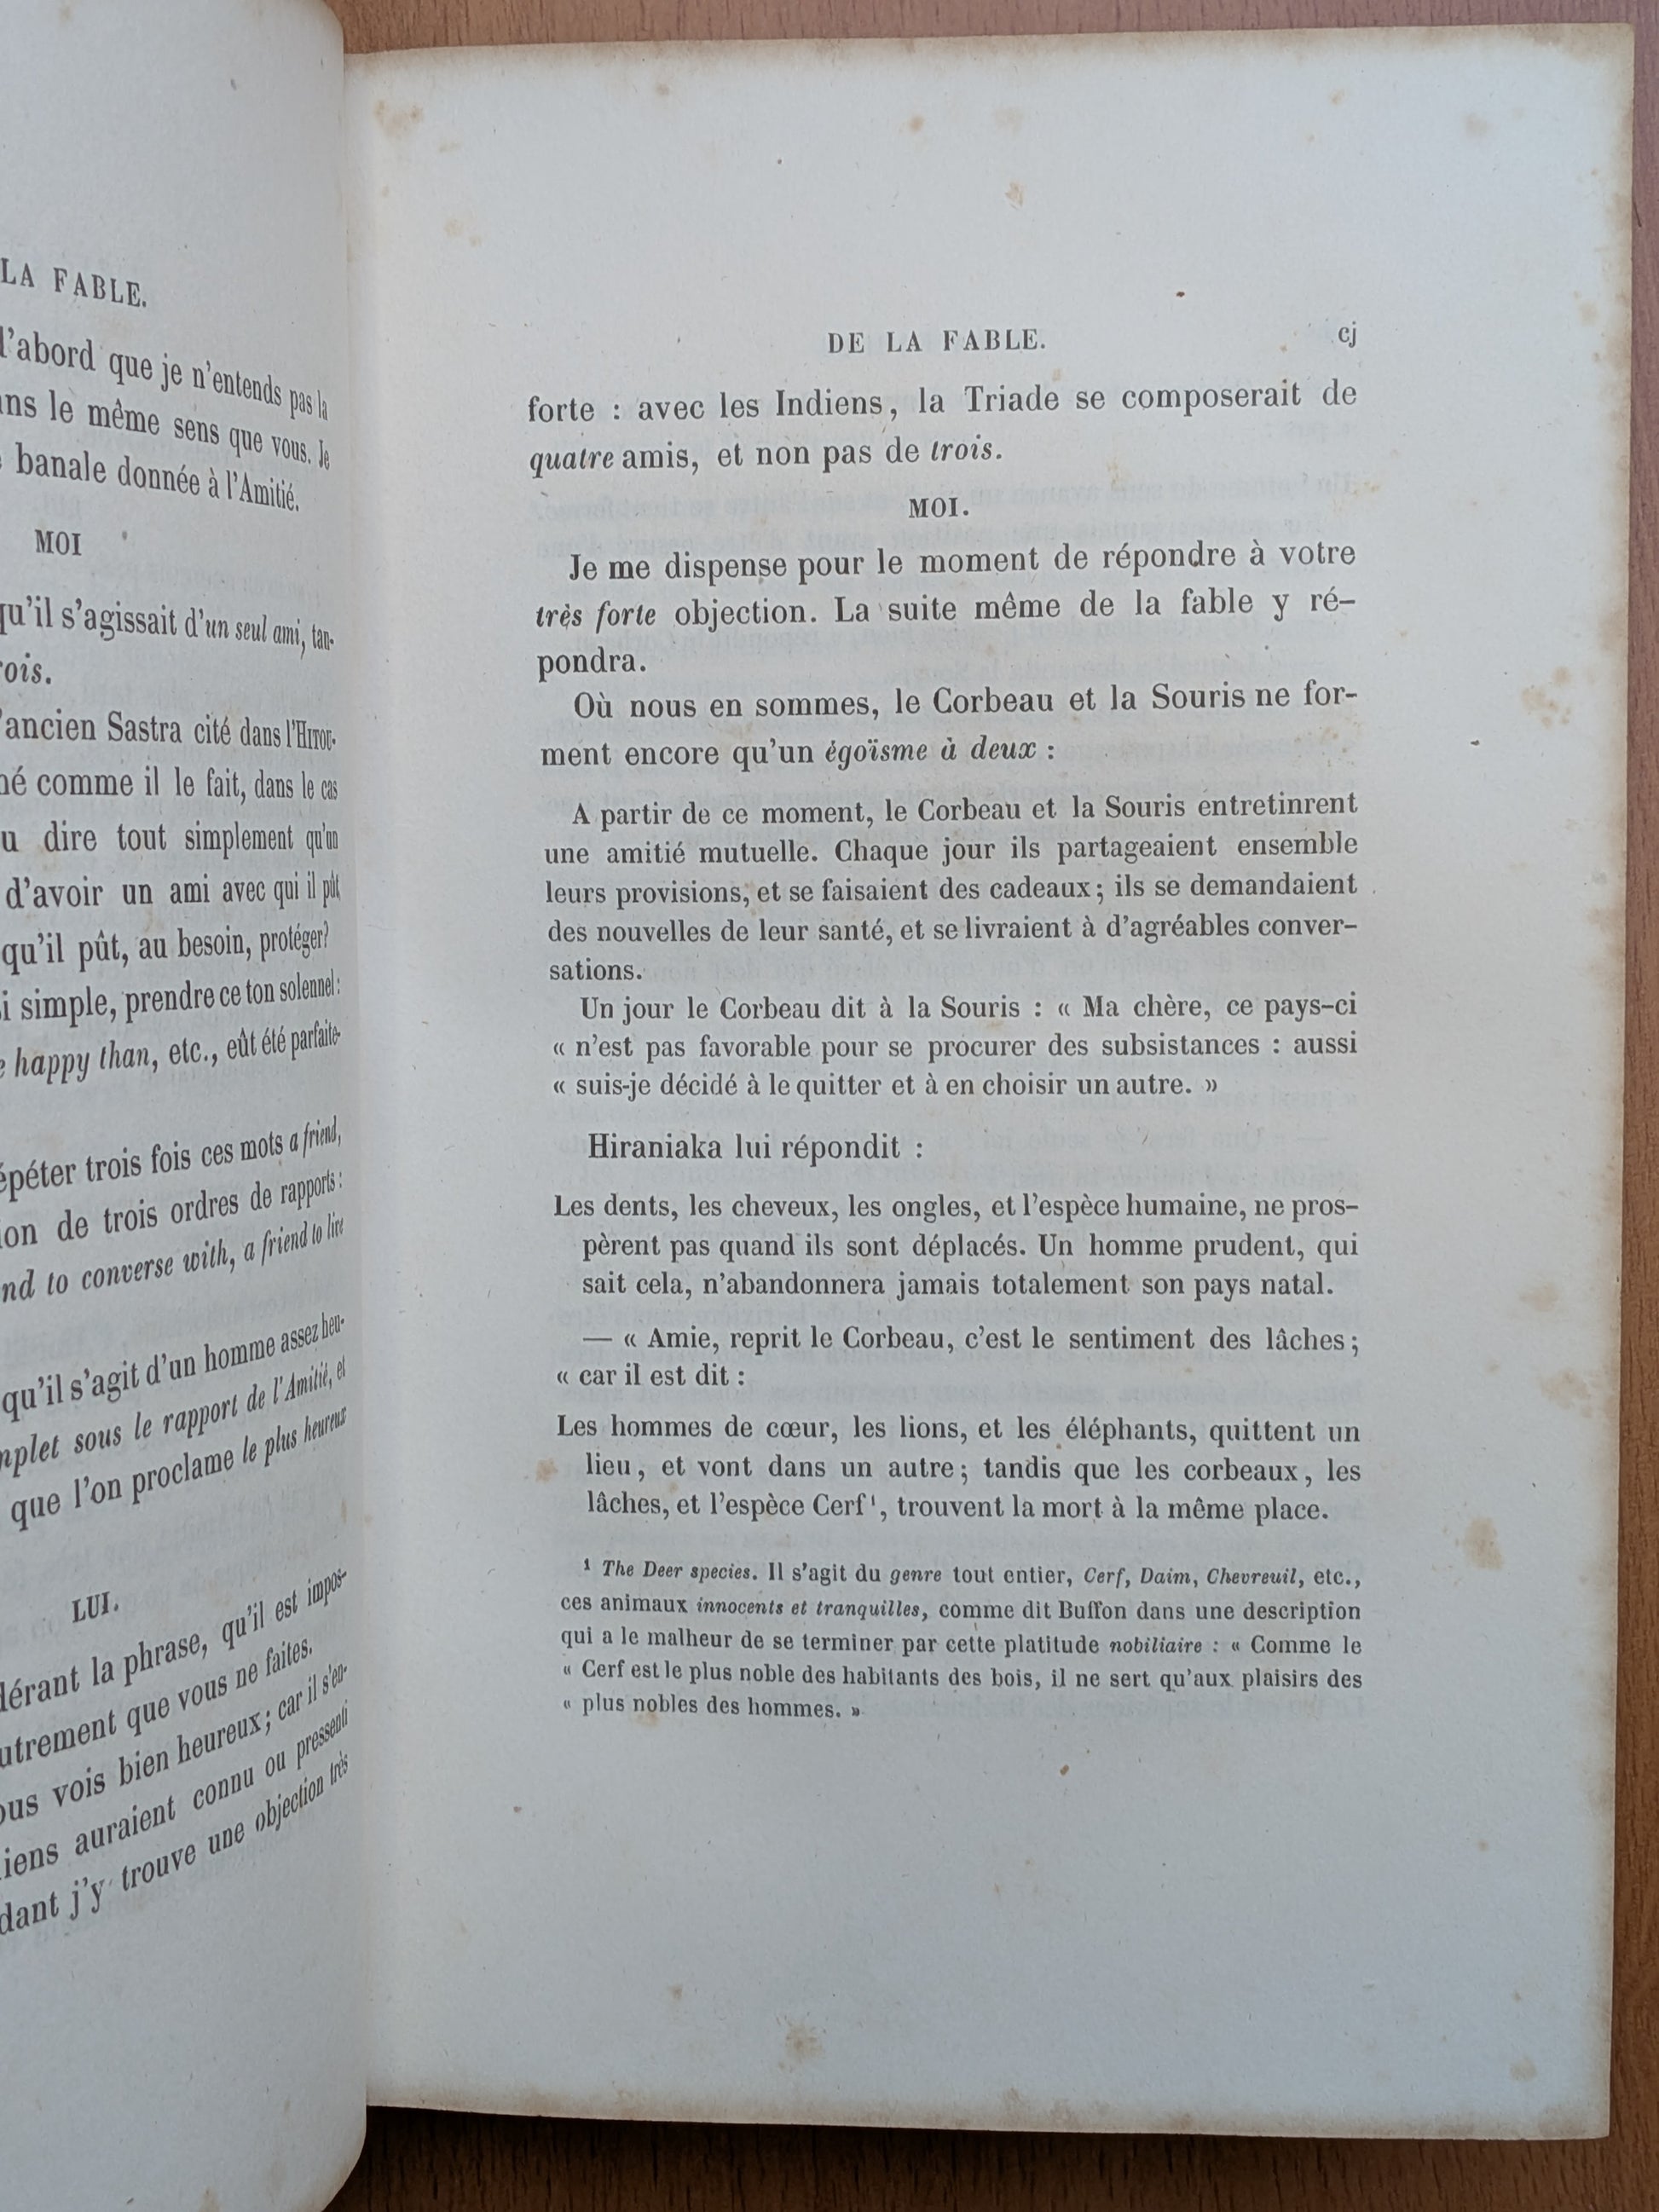 LA FABLE.
l'abord que je n'entends pas la
le même sens que vous. Je
banale donnée à l'Amitié.
MOI
qu'il s'agissait d'un seul ami, tan-
l'ancien Sastra cité dans l'HITOU-
comme il le fait, dans le cas
dire tout simplement qu'un
d'avoir un ami avec qui il pût
qu'il pût, au besoin, protéger?
simple, prendre ce ton solennel :
happy than, etc., eût été parfaite-
trois fois ces mots a friend,
de trois ordres de rapports :
to converse with, a friend to live
qu'il s'agit d'un homme assez heu-
sous le rapport de l'Amitié, et
que l'on proclame le plus heureux
LUI.
la phrase, qu'il est impos-
que vous ne faites.
vois bien heureux; car il s'en-
auraient connu ou pressenti
j'y trouve une objection très
DE LA FABLE. cj
forte : avec les Indiens, la Triade se composerait de
quatre amis, et non pas de trois.
MOI.
Je me dispense pour le moment de répondre à votre
très forte objection. La suite même de la fable y ré-
pondra.
Où nous en sommes, le Corbeau et la Souris ne for-
ment encore qu'un égoïsme à deux :
A partir de ce moment, le Corbeau et la Souris entretinrent
une amitié mutuelle. Chaque jour ils partageaient ensemble
leurs provisions, et se faisaient des cadeaux; ils se demandaient
des nouvelles de leur santé, et se livraient à d'agréables conver-
sations.
Un jour le Corbeau dit à la Souris : « Ma chère, ce pays-ci
« n'est pas favorable pour se procurer des subsistances : aussi
« suis-je décidé à le quitter et à en choisir un autre. »
Hiraniaka lui répondit :
Les dents, les cheveux, les ongles, et l'espèce humaine, ne pros-
pèrent pas quand ils sont déplacés. Un homme prudent, qui
sait cela, n'abandonnera jamais totalement son pays natal.
— « Amie, reprit le Corbeau, c'est le sentiment des lâches;
« car il est dit :
Les hommes de cœur, les lions, et les éléphants, quittent un
lieu, et vont dans un autre; tandis que les corbeaux, les
lâches, et l'espèce Cerf¹, trouvent la mort à la même place.
¹ The Deer species. Il s'agit du genre tout entier, Cerf, Daim, Chevreuil, etc.,
ces animaux innocents et tranquilles, comme dit Buffon dans une description
qui a le malheur de se terminer par cette platitude nobiliaire : « Comme le
« Cerf est le plus noble des habitants des bois, il ne sert qu'aux plaisirs des
« plus nobles des hommes. »